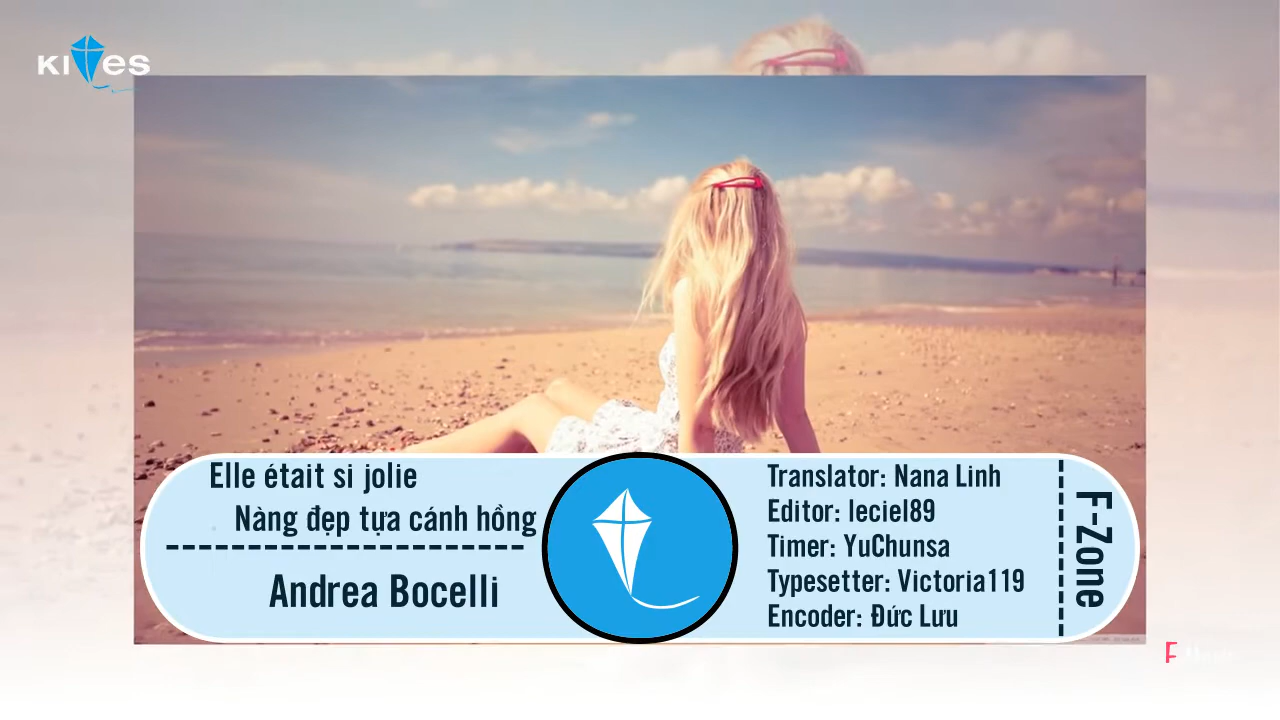 KITES
Elle était si jolie
Nàng đẹp tựa cánh hồng
Andrea Bocelli
Translator: Nana Linh
Editor: leciel89
Timer: YuChunsa
Typesetter: Victoria119
Encoder: Đức Lưu
F-Zone
F